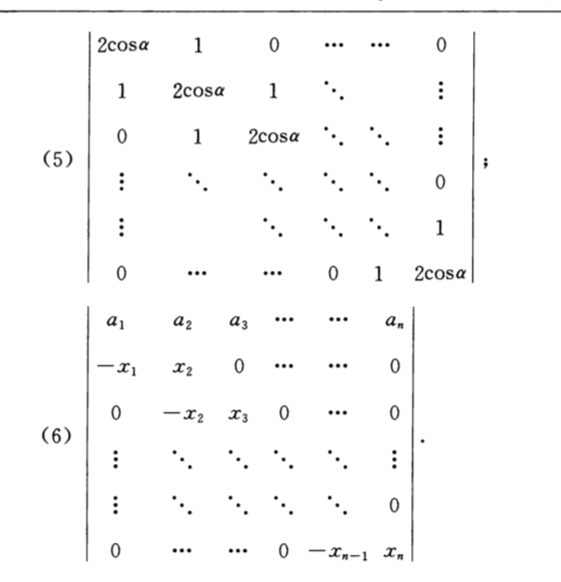 2cosα 1 0 ⋯ ⋯ 0
1 2cosα 1 ⋱ ⋮
0 1 2cosα ⋱ ⋱ ⋮
(5) ;
⋮ ⋱ ⋱ ⋱ ⋱ 0
⋮ ⋱ ⋱ ⋱ 1
0 ⋯ ⋯ 0 1 2cosα
a₁ a₂ a₃ ⋯ ⋯ aₙ
−x₁ x₂ 0 ⋯ ⋯ 0
0 −x₂ x₃ 0 ⋯ 0
(6) .
⋮ ⋱ ⋱ ⋱ ⋱ ⋮
⋮ ⋱ ⋱ ⋱ ⋱ 0
0 ⋯ ⋯ 0 −xₙ₋₁ xₙ